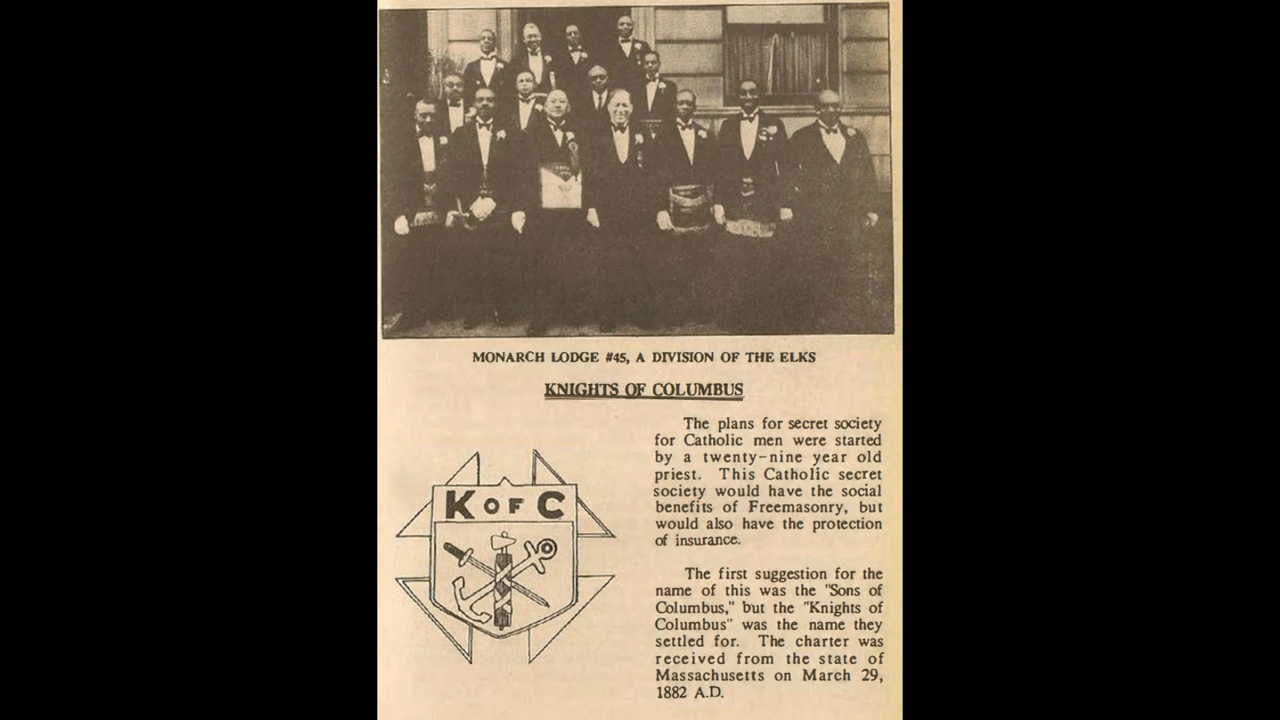 MONARCH LODGE #45, A DIVISION OF THE ELKS
KNIGHTS OF COLUMBUS
K OF C
The plans for secret society
for Catholic men were started
by a twenty-nine year old
priest. This Catholic secret
society would have the social
benefits of Freemasonry, but
would also have the protection
of insurance.
The first suggestion for the
name of this was the "Sons of
Columbus," but the "Knights of
Columbus" was the name they
settled for. The charter was
received from the state of
Massachusetts on March 29,
1882 A.D.